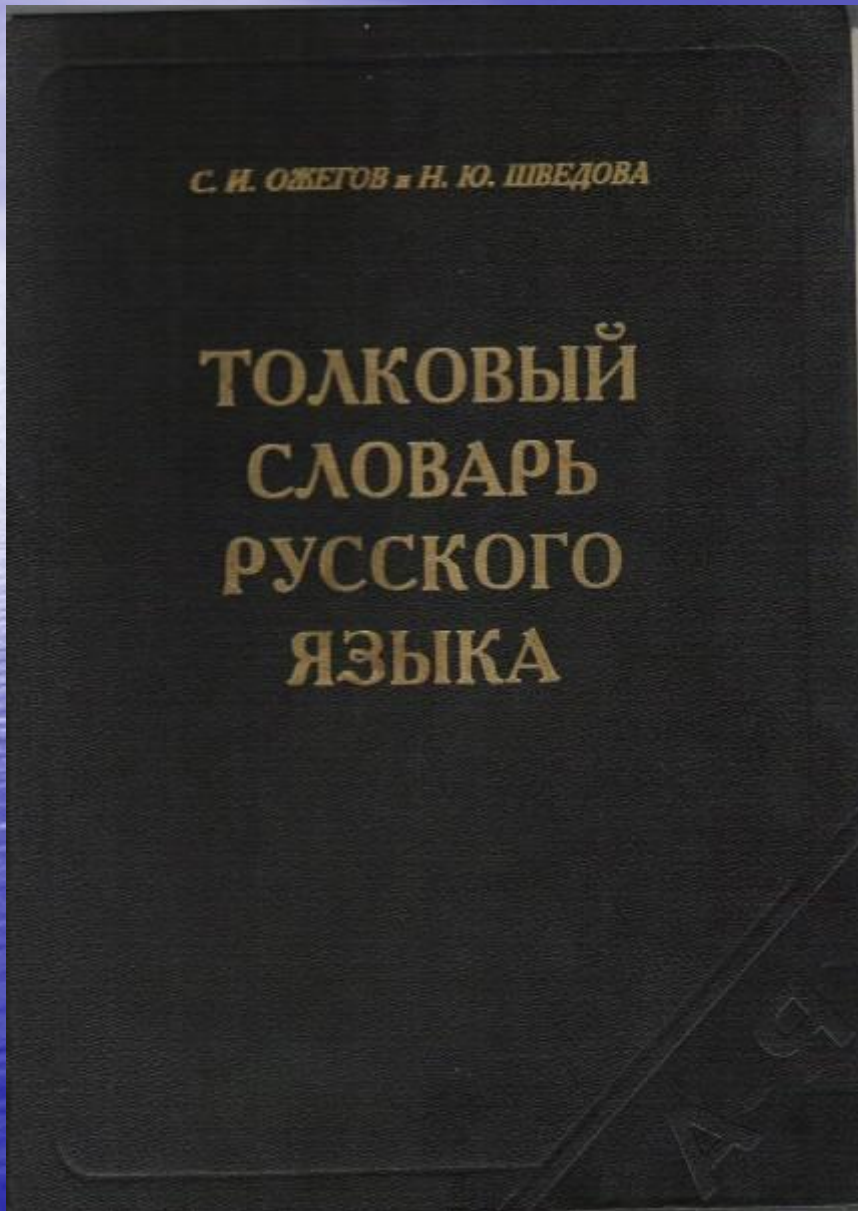 С. И. ОЖЕГОВ и Н. Ю. ШВЕДОВА
ТОЛКОВЫЙ
СЛОВАРЬ
РУССКОГО
ЯЗЫКА
А-Я